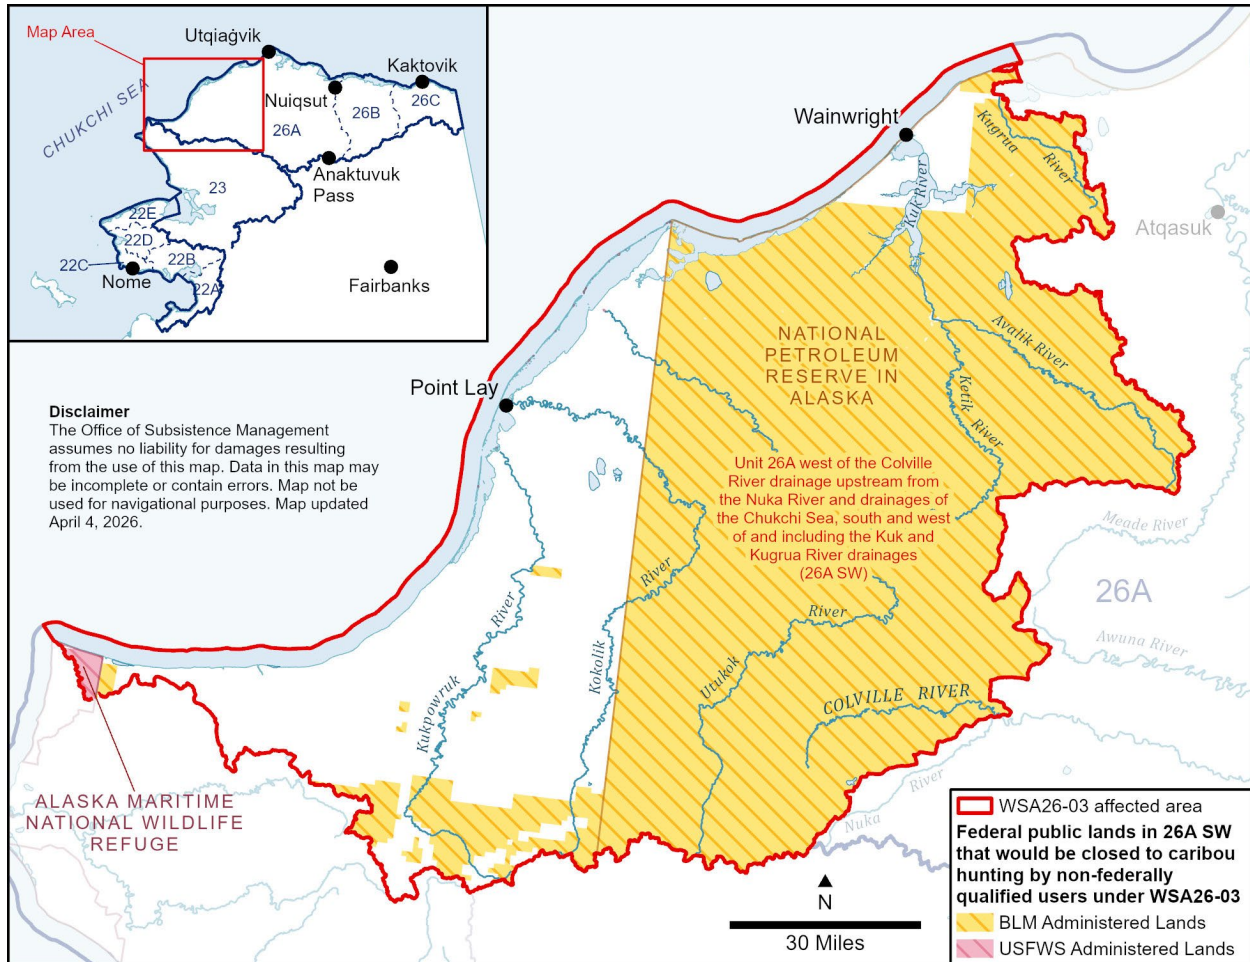 Map Area
Utqiaġvik
Kaktovik
Nuiqsut
CHUKCHI SEA
26A
26B
26C
Anaktuvuk
Pass
23
22E
22D
22C
22B
22A
Nome
Fairbanks
Wainwright
Kugrua
River
Kuk River
Atqasuk
NATIONAL
PETROLEUM
RESERVE IN
ALASKA
Avalik River
Ketik River
Point Lay
Disclaimer
The Office of Subsistence Management
assumes no liability for damages resulting
from the use of this map. Data in this map may
be incomplete or contain errors. Map not be
used for navigational purposes. Map updated
April 4, 2026.
Unit 26A west of the Colville
River drainage upstream from
the Nuka River and drainages of
the Chukchi Sea, south and west
of and including the Kuk and
Kugrua River drainages
(26A SW)
Meade River
26A
Awuna River
Kukpowruk
River
Kokolik
River
Utukok
River
COLVILLE RIVER
Nuka
River
ALASKA MARITIME
NATIONAL WILDLIFE
REFUGE
N
30 Miles
WSA26-03 affected area
Federal public lands in 26A SW
that would be closed to caribou
hunting by non-federally
qualified users under WSA26-03
BLM Administered Lands
USFWS Administered Lands